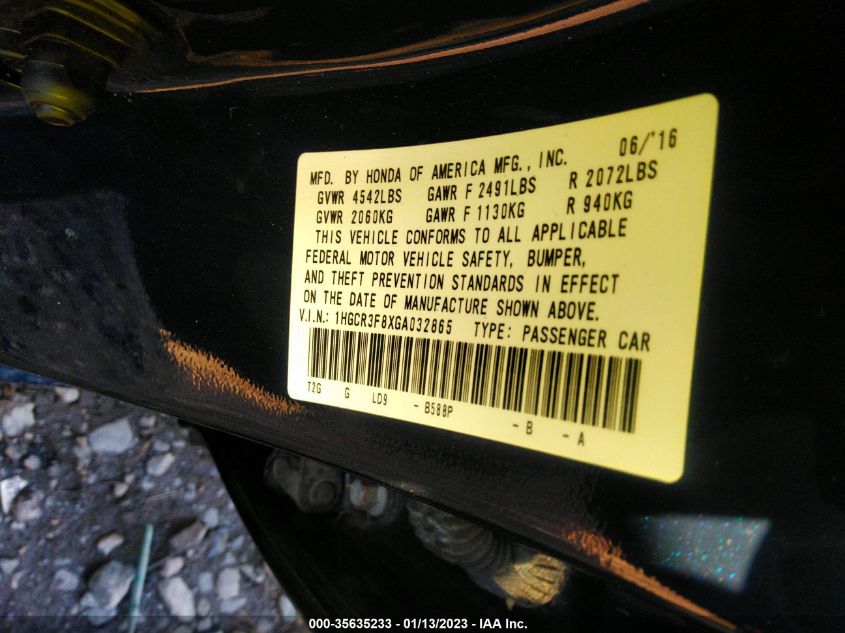 MFD. BY HONDA OF AMERICA MFG., INC. 06/'16
GVWR 4542LBS GAWR F 2491LBS R 2072LBS
GVWR 2060KG GAWR F 1130KG R 940KG
THIS VEHICLE CONFORMS TO ALL APPLICABLE
FEDERAL MOTOR VEHICLE SAFETY, BUMPER,
AND THEFT PREVENTION STANDARDS IN EFFECT
ON THE DATE OF MANUFACTURE SHOWN ABOVE.
V.I.N.: 1HGCR3F8XGA032865 TYPE: PASSENGER CAR
T2G G LD9 - B588P - B - A
000-35635233 - 01/13/2023 - IAA Inc.